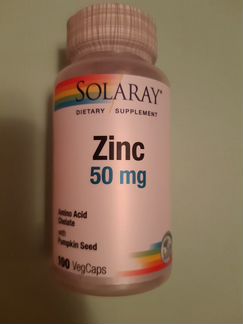 SOLARAY®
DIETARY / SUPPLEMENT
Zinc
50 mg
Amino Acid
Chelate
with
Pumpkin Seed
100 VegCaps